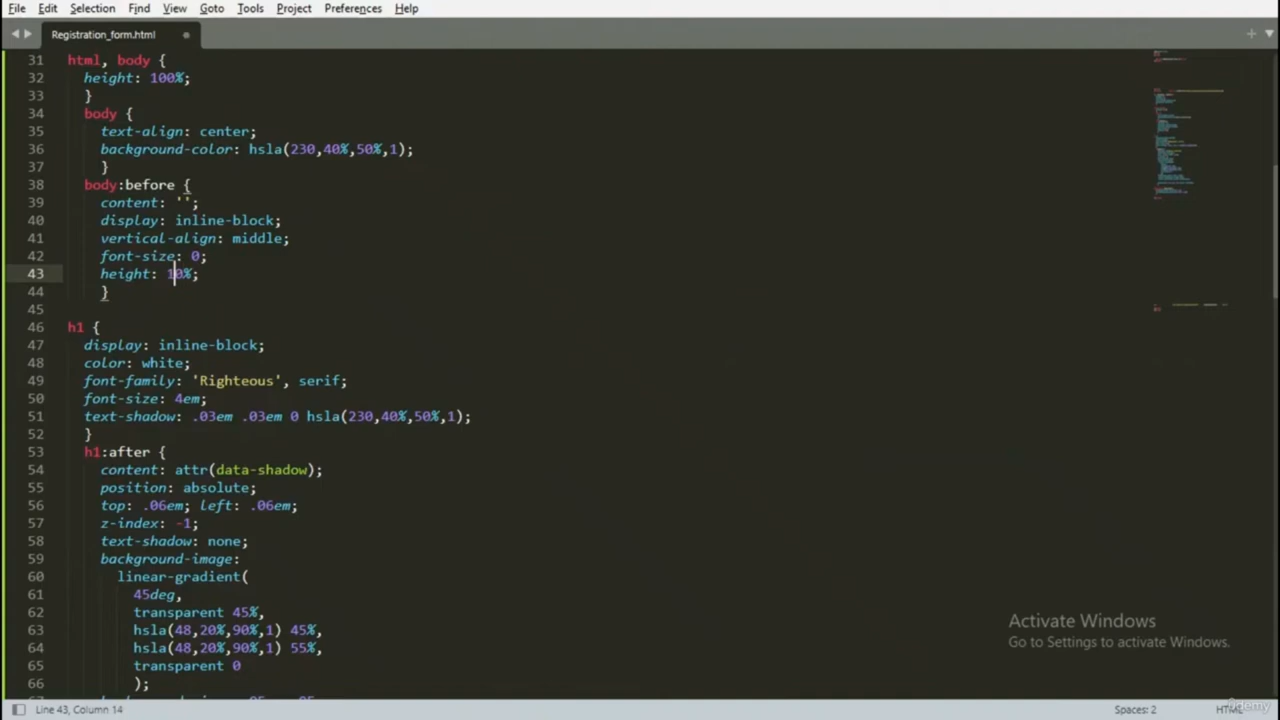 File Edit Selection Find View Goto Tools Project Preferences Help
Registration_form.html
31 html, body {
32 height: 100%;
33 }
34 body {
35 text-align: center;
36 background-color: hsla(230,40%,50%,1);
37 }
38 body:before {
39 content: '';
40 display: inline-block;
41 vertical-align: middle;
42 font-size: 0;
43 height: 10%;
44 }
45
46 h1 {
47 display: inline-block;
48 color: white;
49 font-family: 'Righteous', serif;
50 font-size: 4em;
51 text-shadow: .03em .03em 0 hsla(230,40%,50%,1);
52 }
53 h1:after {
54 content: attr(data-shadow);
55 position: absolute;
56 top: .06em; left: .06em;
57 z-index: -1;
58 text-shadow: none;
59 background-image:
60 linear-gradient(
61 45deg,
62 transparent 45%,
63 hsla(48,20%,90%,1) 45%,
64 hsla(48,20%,90%,1) 55%,
65 transparent 0
66 );
Activate Windows
Go to Settings to activate Windows.
Line 43, Column 14
Spaces: 2
HTML
Udemy